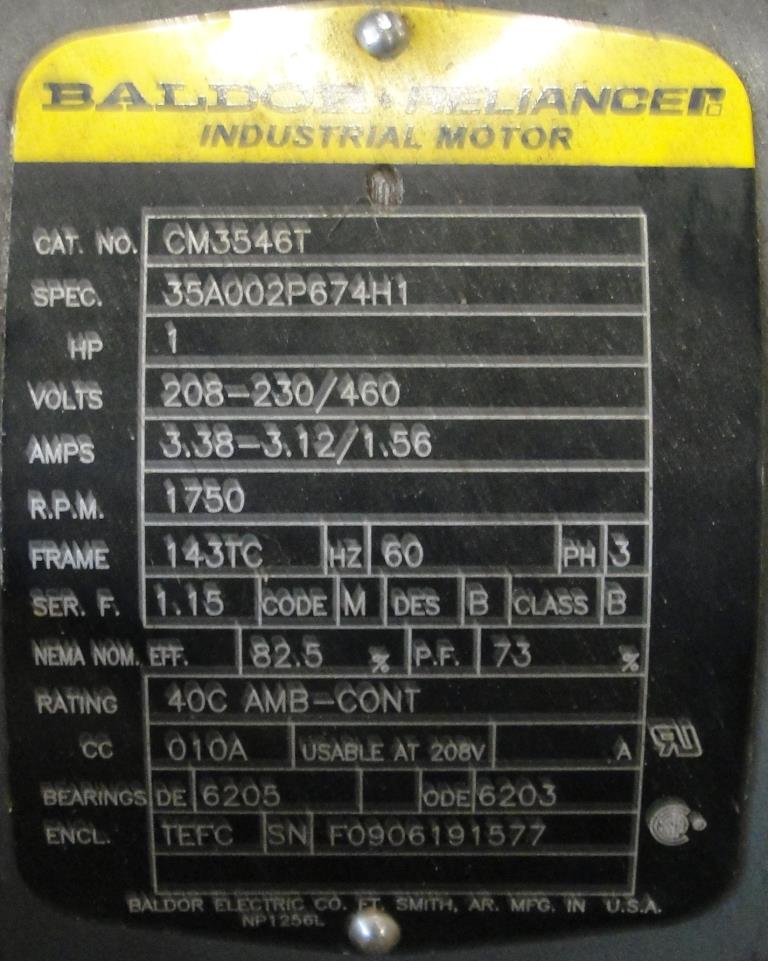 BALDOR • RELIANCER
INDUSTRIAL MOTOR
CAT. NO. CM3546T
SPEC. 35A002P674H1
HP 1
VOLTS 208-230/460
AMPS 3.38-3.12/1.56
R.P.M. 1750
FRAME 143TC HZ 60 PH 3
SER. F. 1.15 CODE M DES B CLASS B
NEMA NOM. EFF. 82.5 % P.F. 73 %
RATING 40C AMB-CONT
CC 010A USABLE AT 208V A
BEARINGS DE 6205 ODE 6203
ENCL. TEFC SN F0906191577
BALDOR ELECTRIC CO. FT. SMITH, AR. MFG. IN U.S.A.
NP1256L